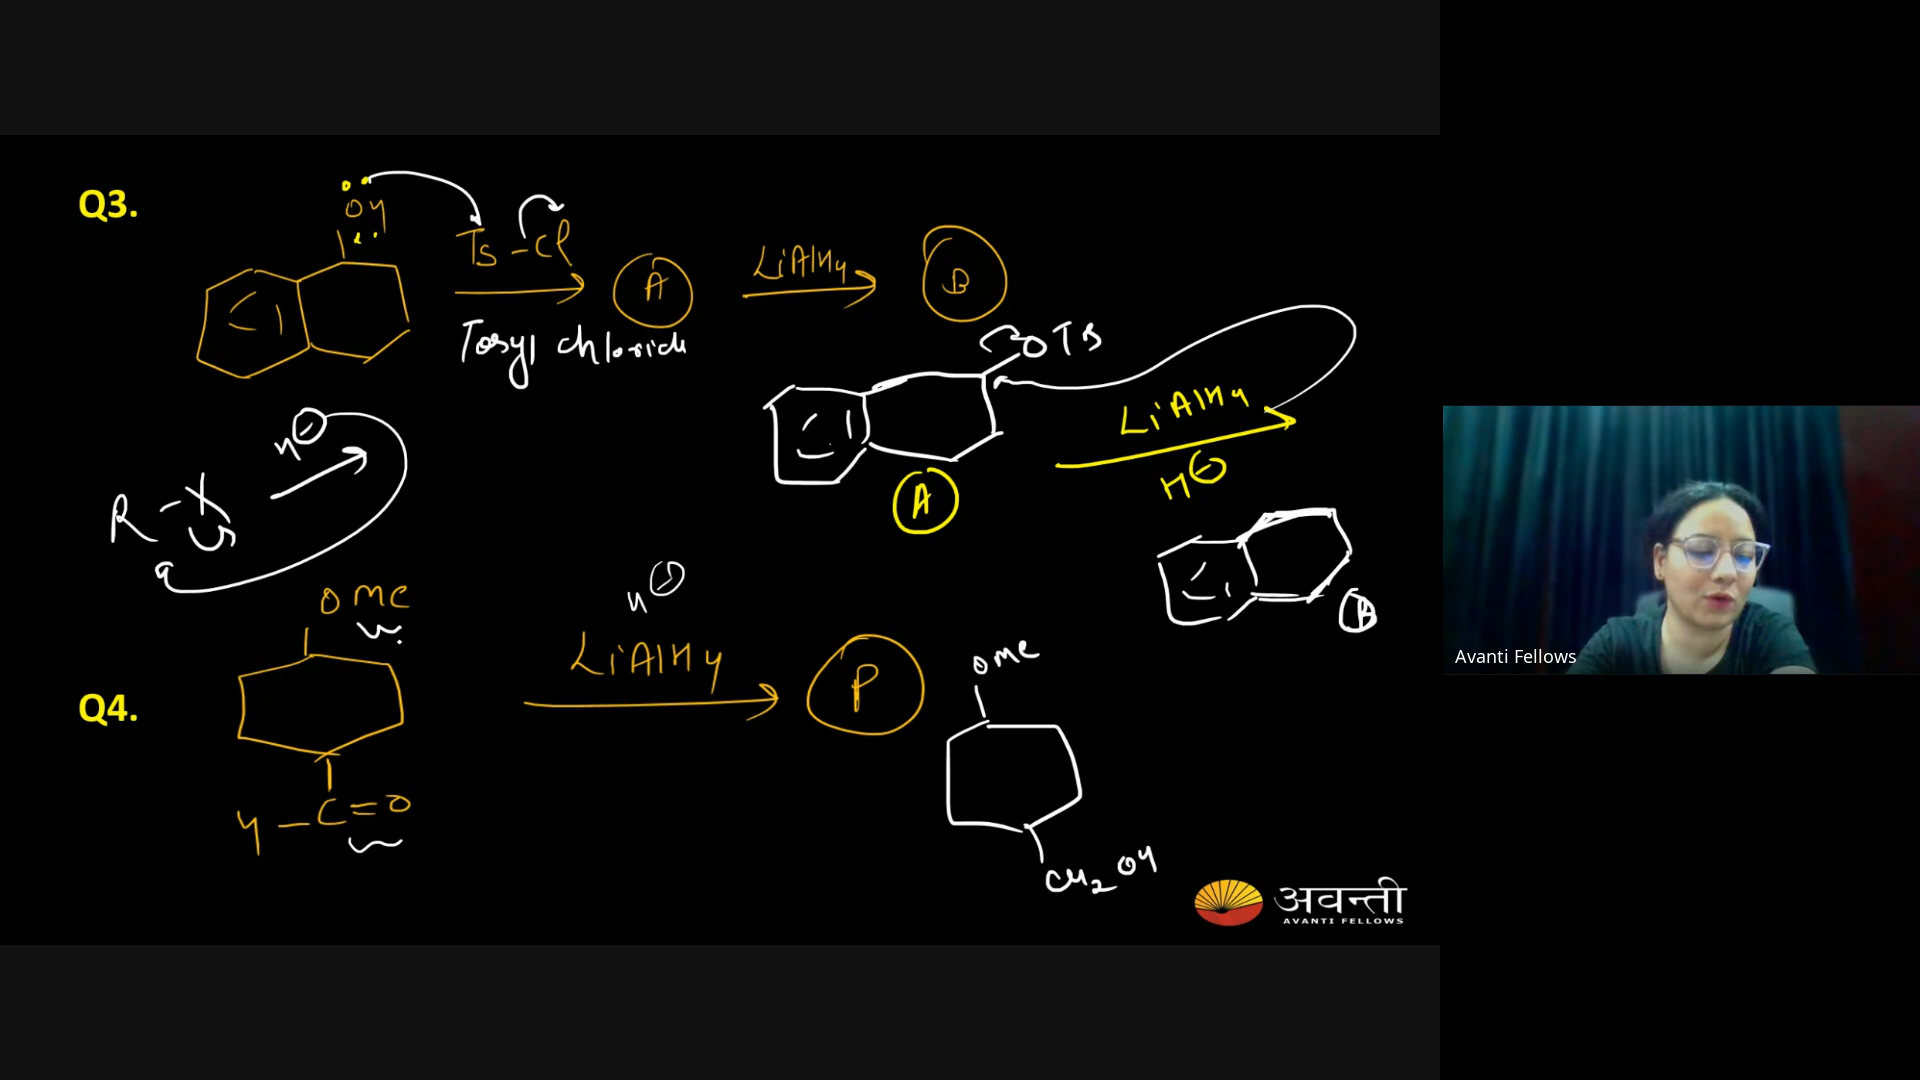 Q3.
OH
Ts-Cl
A
LiAlH4
B
Tosyl chloride
OTS
LiAlH4
H⊖
A
H⊖
R-X
B
Q4.
OMe
H-C=O
H⊖
LiAlH4
P
OMe
CH2OH
Avanti Fellows
अवन्ती
AVANTI FELLOWS